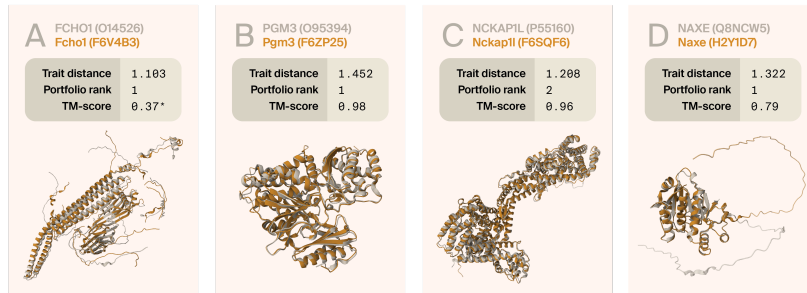 A FCHO1 (O14526)
Fcho1 (F6V4B3)
Trait distance 1.103
Portfolio rank 1
TM-score 0.37*
B PGM3 (O95394)
Pgm3 (F6ZP25)
Trait distance 1.452
Portfolio rank 1
TM-score 0.98
C NCKAP1L (P55160)
Nckap1l (F6SQF6)
Trait distance 1.208
Portfolio rank 2
TM-score 0.96
D NAXE (Q8NCW5)
Naxe (H2Y1D7)
Trait distance 1.322
Portfolio rank 1
TM-score 0.79